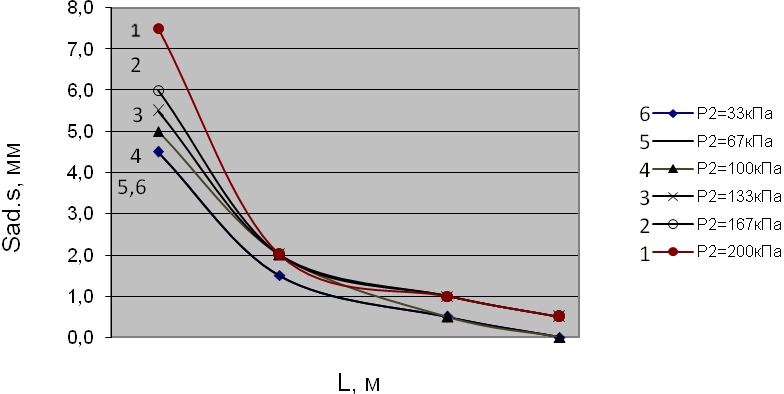 8,0
7,0
6,0
5,0
4,0
3,0
2,0
1,0
0,0
Sad.s, мм
1
2
3
4
5,6
L, м
6 P2=33кПа
5 P2=67кПа
4 P2=100кПа
3 P2=133кПа
2 P2=167кПа
1 P2=200кПа